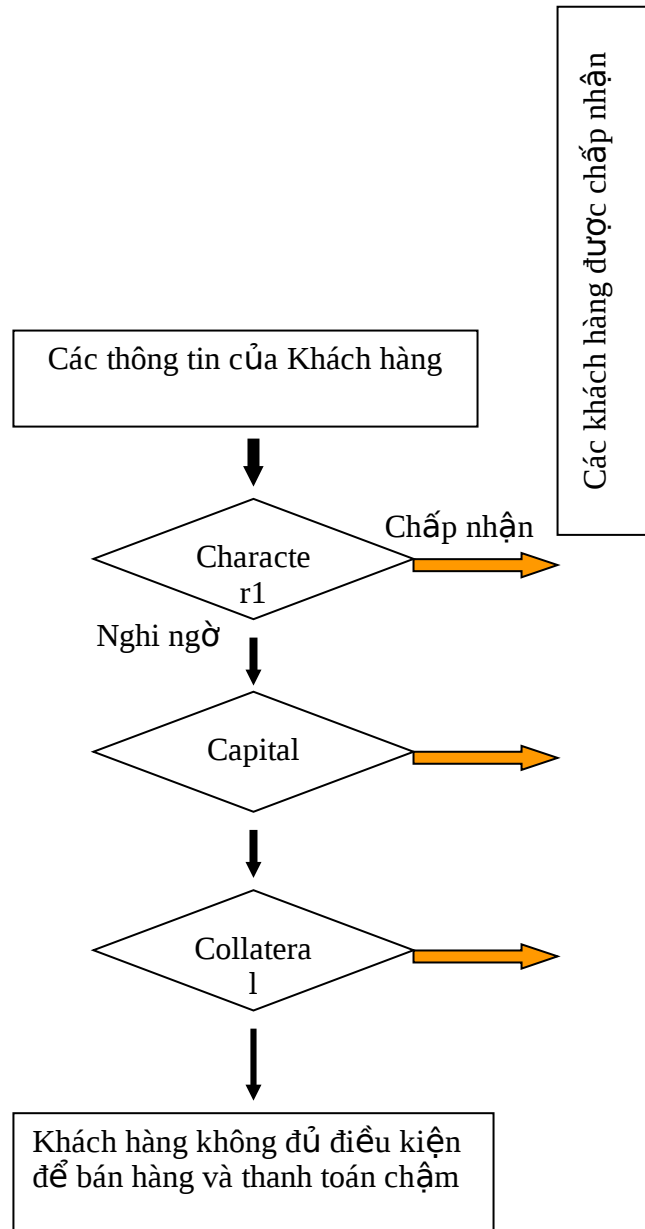 Các khách hàng được chấp nhận
Các thông tin của Khách hàng
Chấp nhận
Characte
r1
Nghi ngờ
Capital
Collatera
l
Khách hàng không đủ điều kiện
để bán hàng và thanh toán chậm